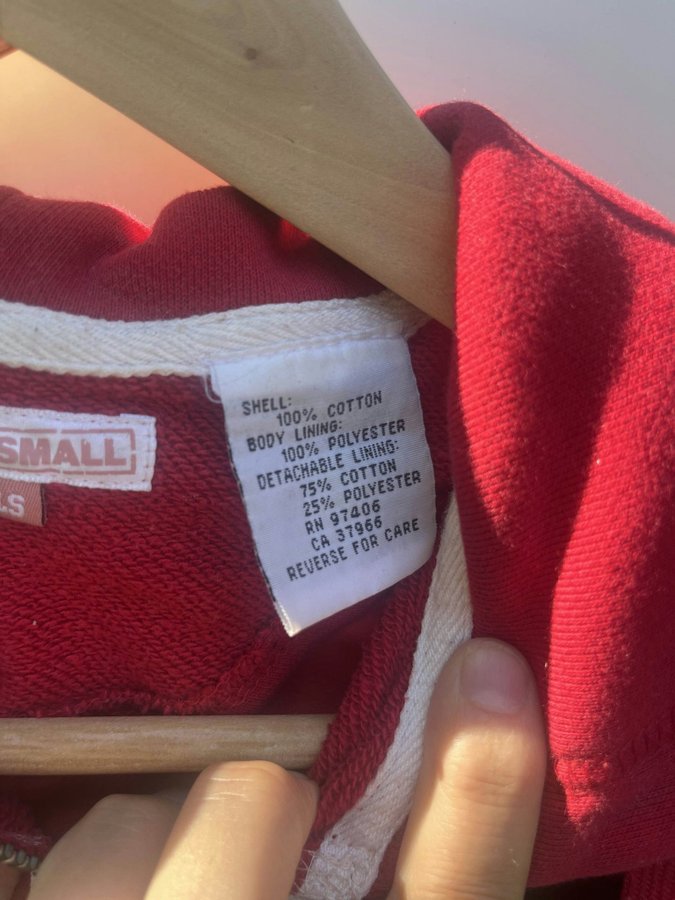 SMALL
.S
SHELL:
100% COTTON
BODY LINING:
100% POLYESTER
DETACHABLE LINING:
75% COTTON
25% POLYESTER
RN 97406
CA 37966
REVERSE FOR CARE